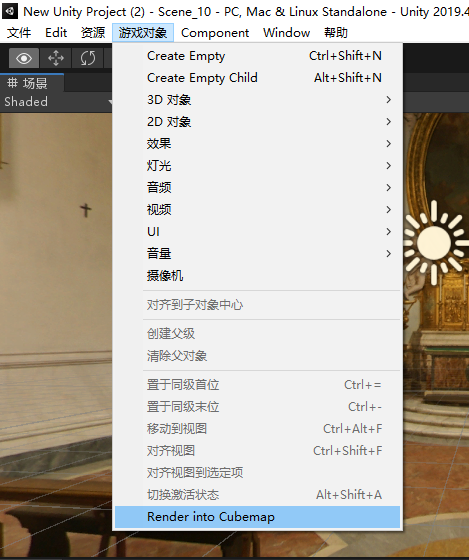 New Unity Project (2) - Scene_10 - PC, Mac & Linux Standalone - Unity 2019.4
文件 Edit 资源 游戏对象 Component Window 帮助
场景
Shaded
Create Empty Ctrl+Shift+N
Create Empty Child Alt+Shift+N
3D 对象
2D 对象
效果
灯光
音频
视频
UI
音量
摄像机
对齐到子对象中心
创建父级
清除父对象
置于同级首位 Ctrl+=
置于同级末位 Ctrl+-
移动到视图 Ctrl+Alt+F
对齐视图 Ctrl+Shift+F
对齐视图到选定项
切换激活状态 Alt+Shift+A
Render into Cubemap